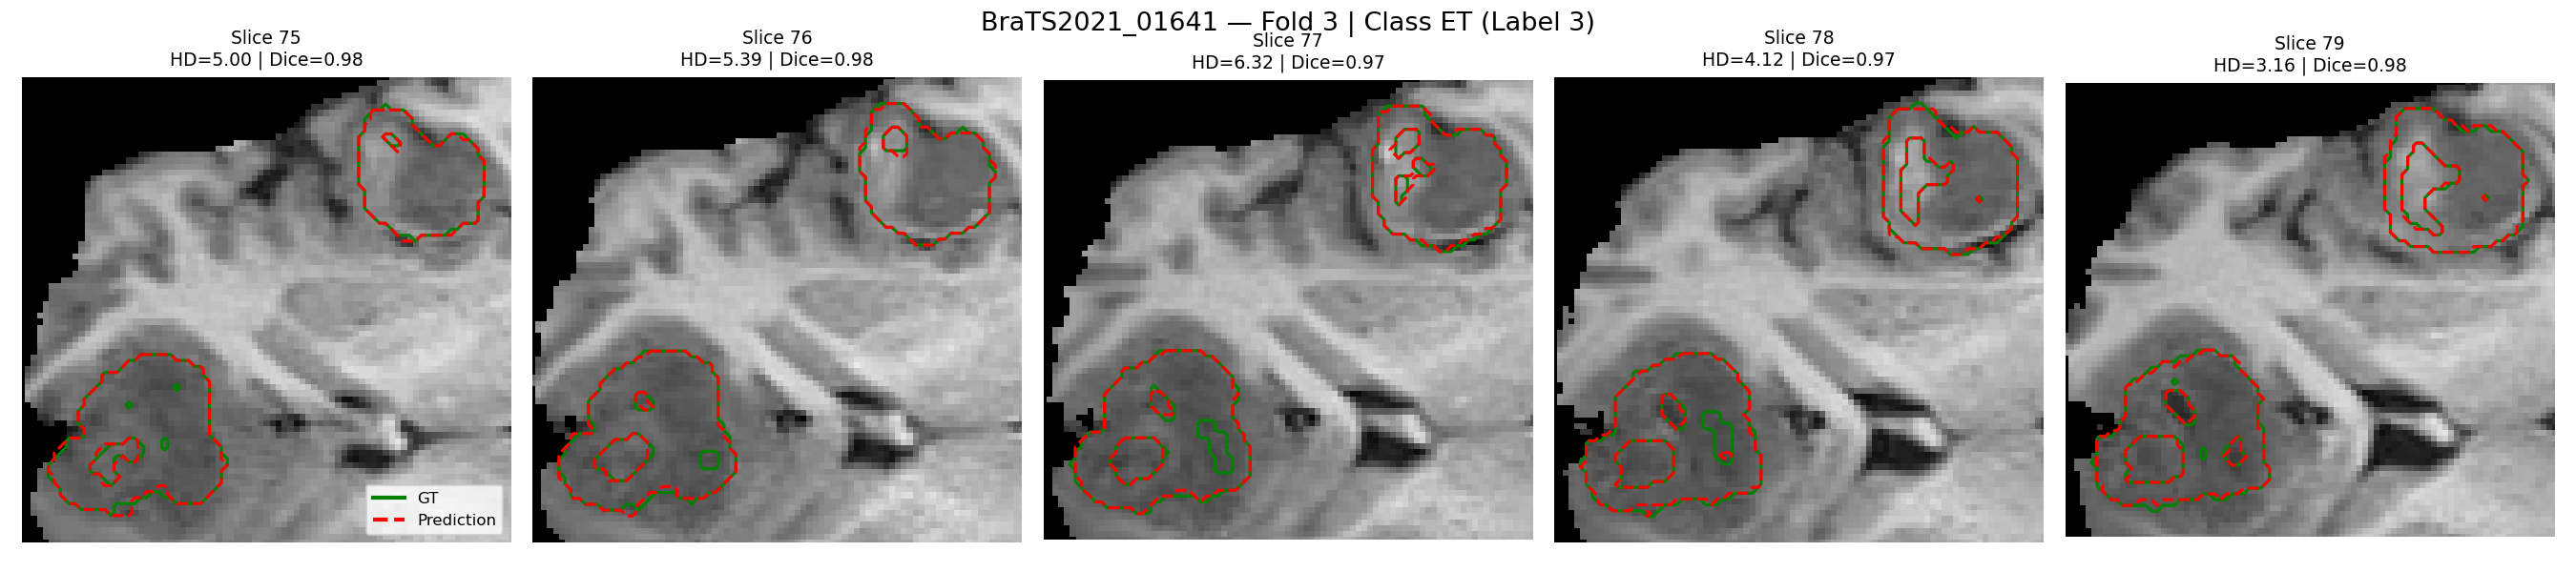 BraTS2021_01641 — Fold 3 | Class ET (Label 3)
Slice 75
HD=5.00 | Dice=0.98
Slice 76
HD=5.39 | Dice=0.98
Slice 77
HD=6.32 | Dice=0.97
Slice 78
HD=4.12 | Dice=0.97
Slice 79
HD=3.16 | Dice=0.98
GT
Prediction